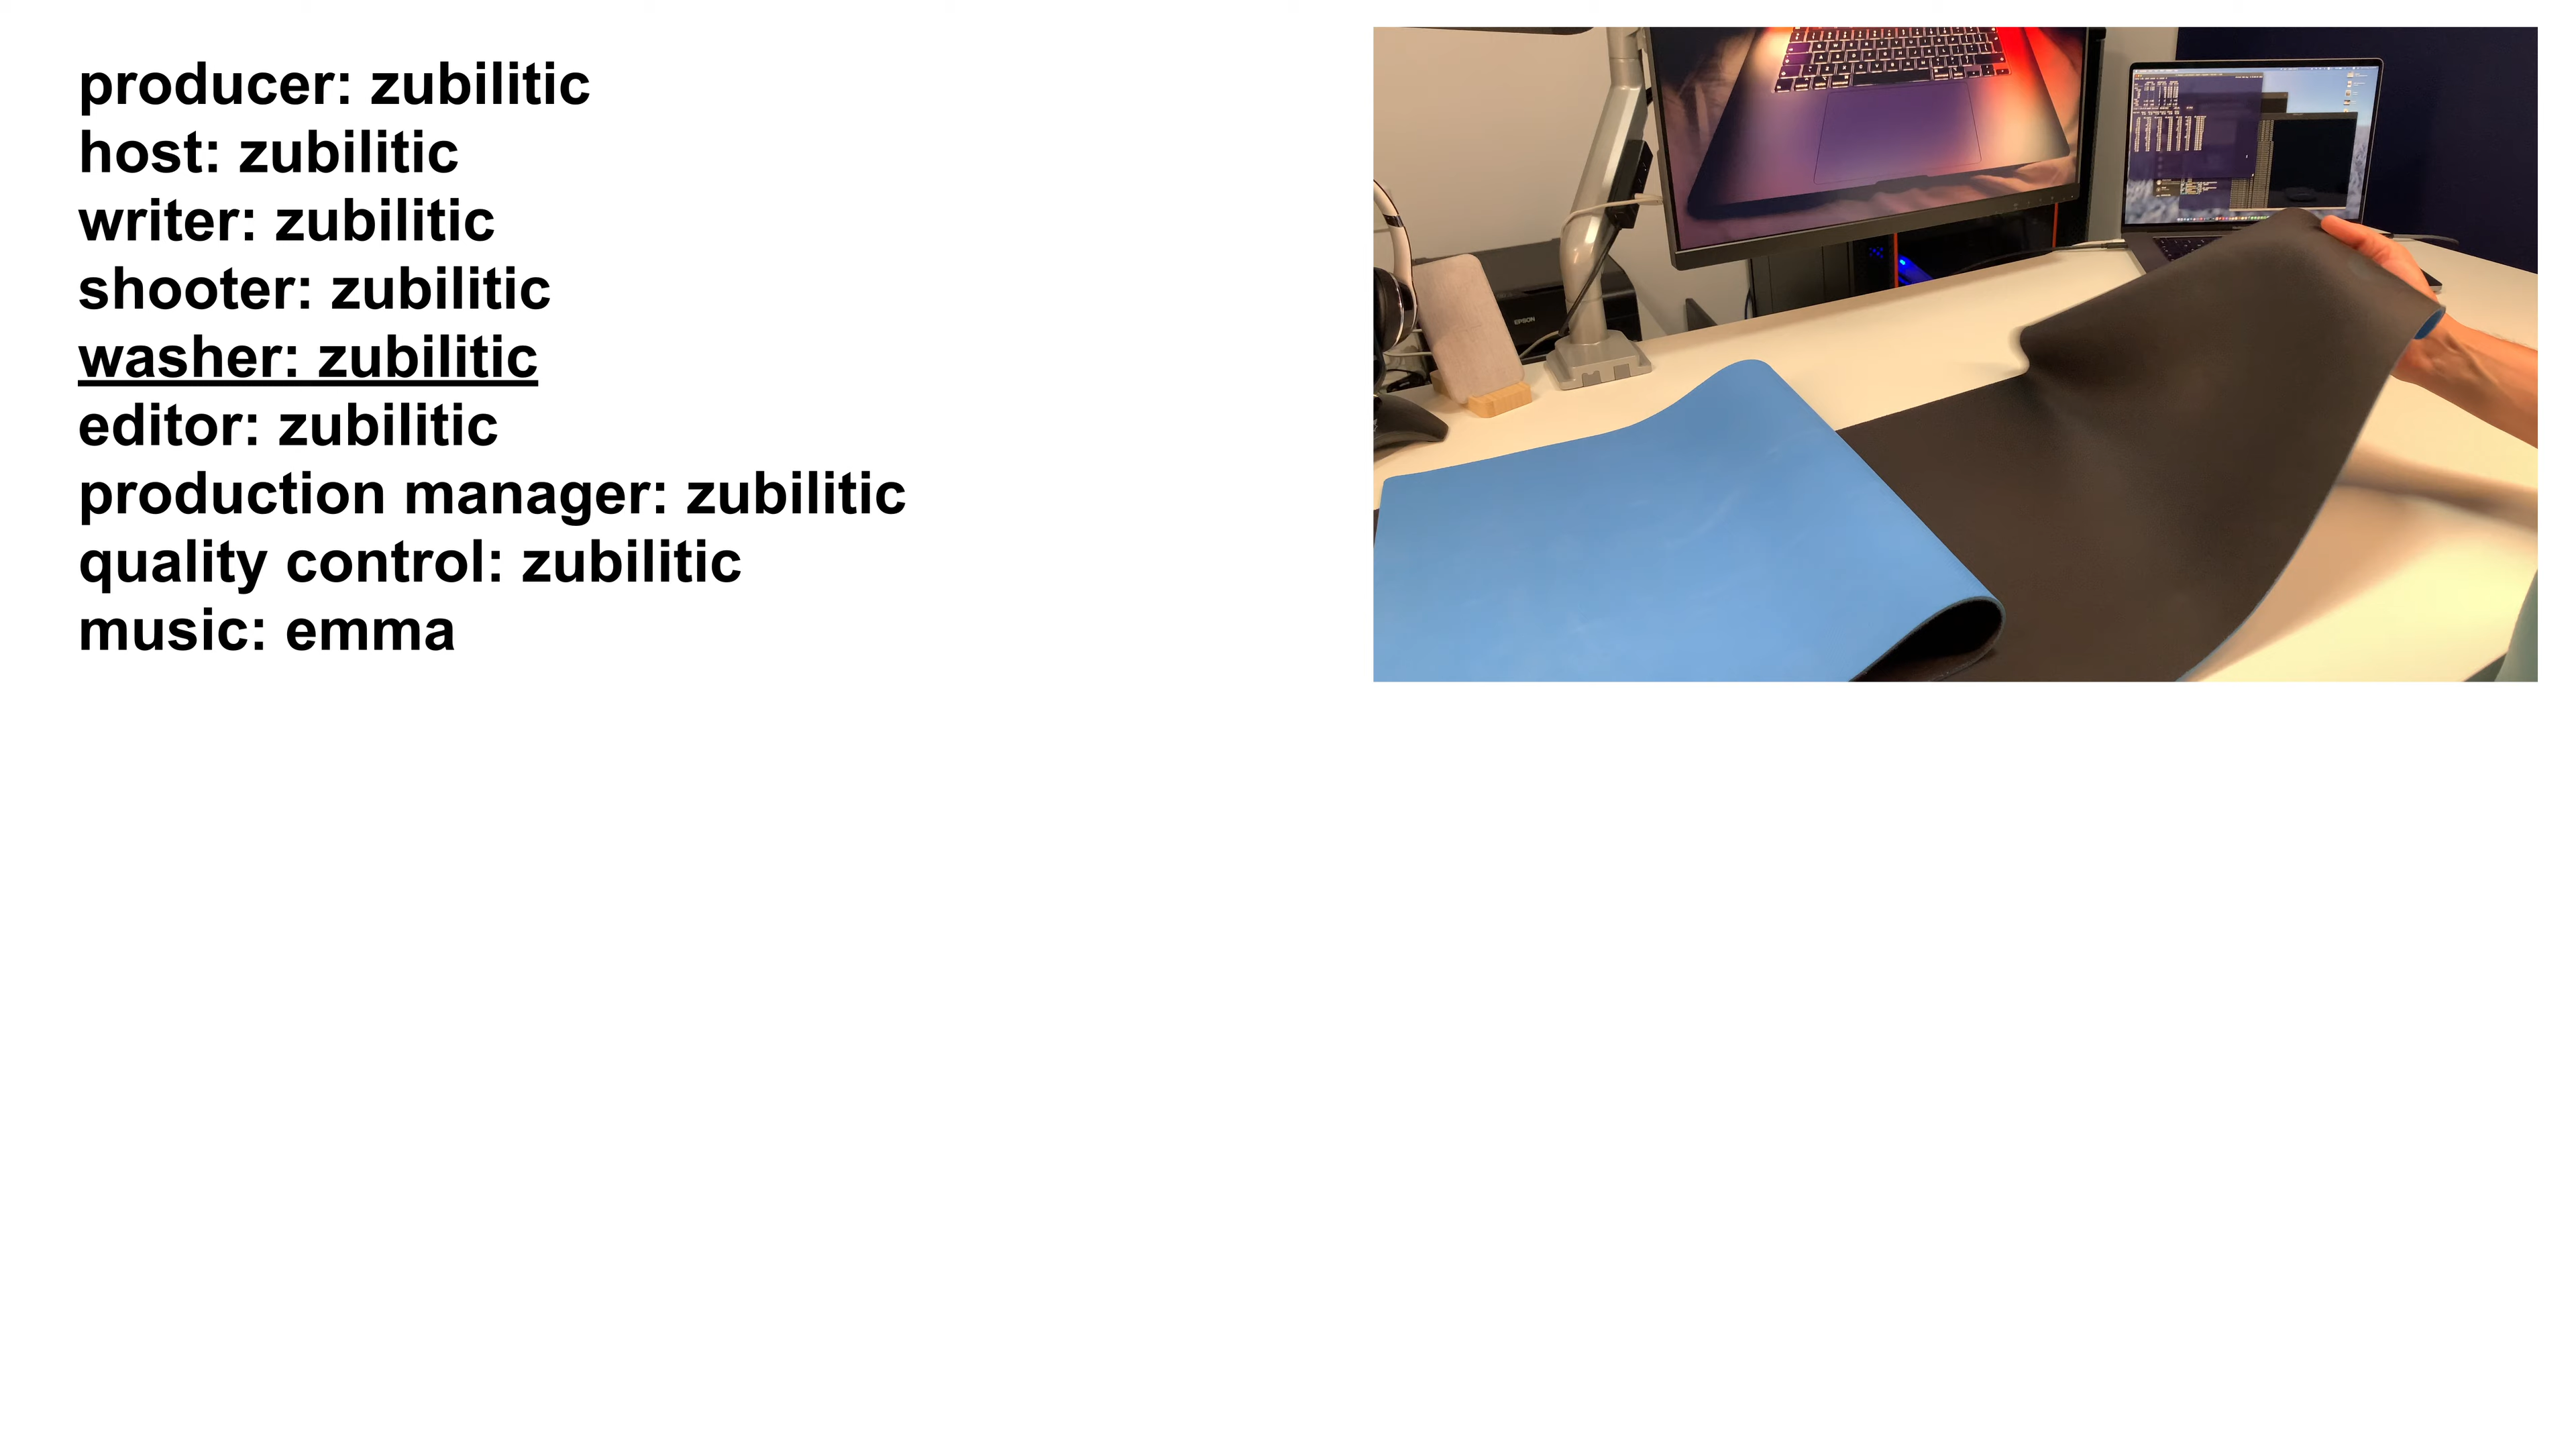 producer: zubilitic
host: zubilitic
writer: zubilitic
shooter: zubilitic
washer: zubilitic
editor: zubilitic
production manager: zubilitic
quality control: zubilitic
music: emma
EPSON